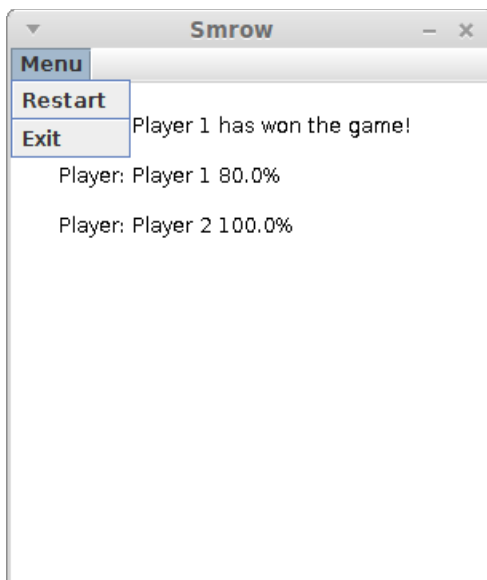 Smrow
Menu
Restart
Exit
Player 1 has won the game!
Player: Player 1 80.0%
Player: Player 2 100.0%